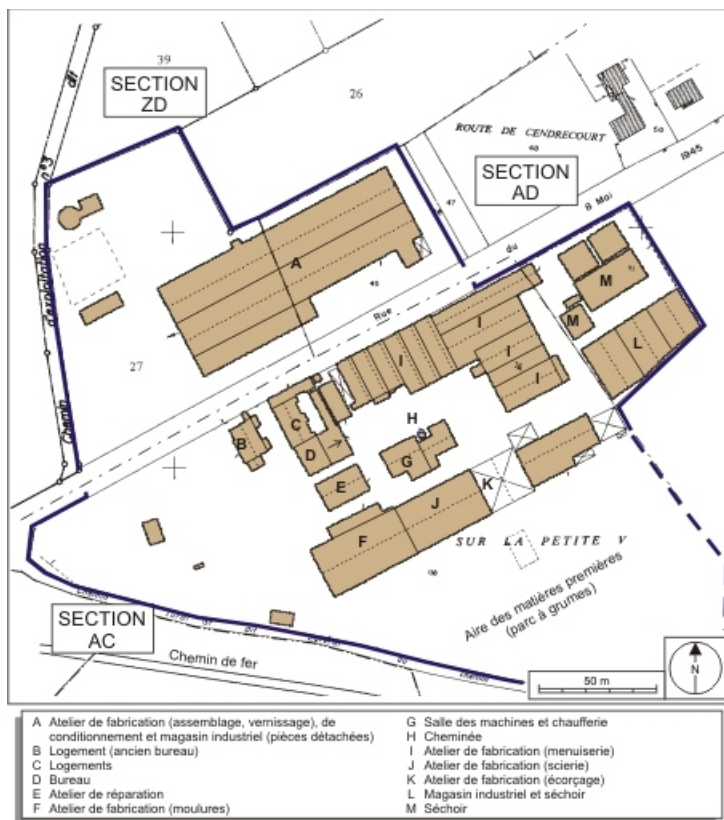 39
SECTION
ZD
26
ROUTE DE CENDRECOURT
SECTION
AD
1945
8 Mai
du
Rue
47
50
A
M
M
L
27
I
I
I
I
H
C
B
D
G
E
K
J
F
SUR LA PETITE V
Aire des matières premières
(parc à grumes)
Chemin
d'exploitation
SECTION
AC
Chemin de fer
50 m
N
A Atelier de fabrication (assemblage, vernissage), de
conditionnement et magasin industriel (pièces détachées)
B Logement (ancien bureau)
C Logements
D Bureau
E Atelier de réparation
F Atelier de fabrication (moulures)
G Salle des machines et chaufferie
H Cheminée
I Atelier de fabrication (menuiserie)
J Atelier de fabrication (scierie)
K Atelier de fabrication (écorçage)
L Magasin industriel et séchoir
M Séchoir